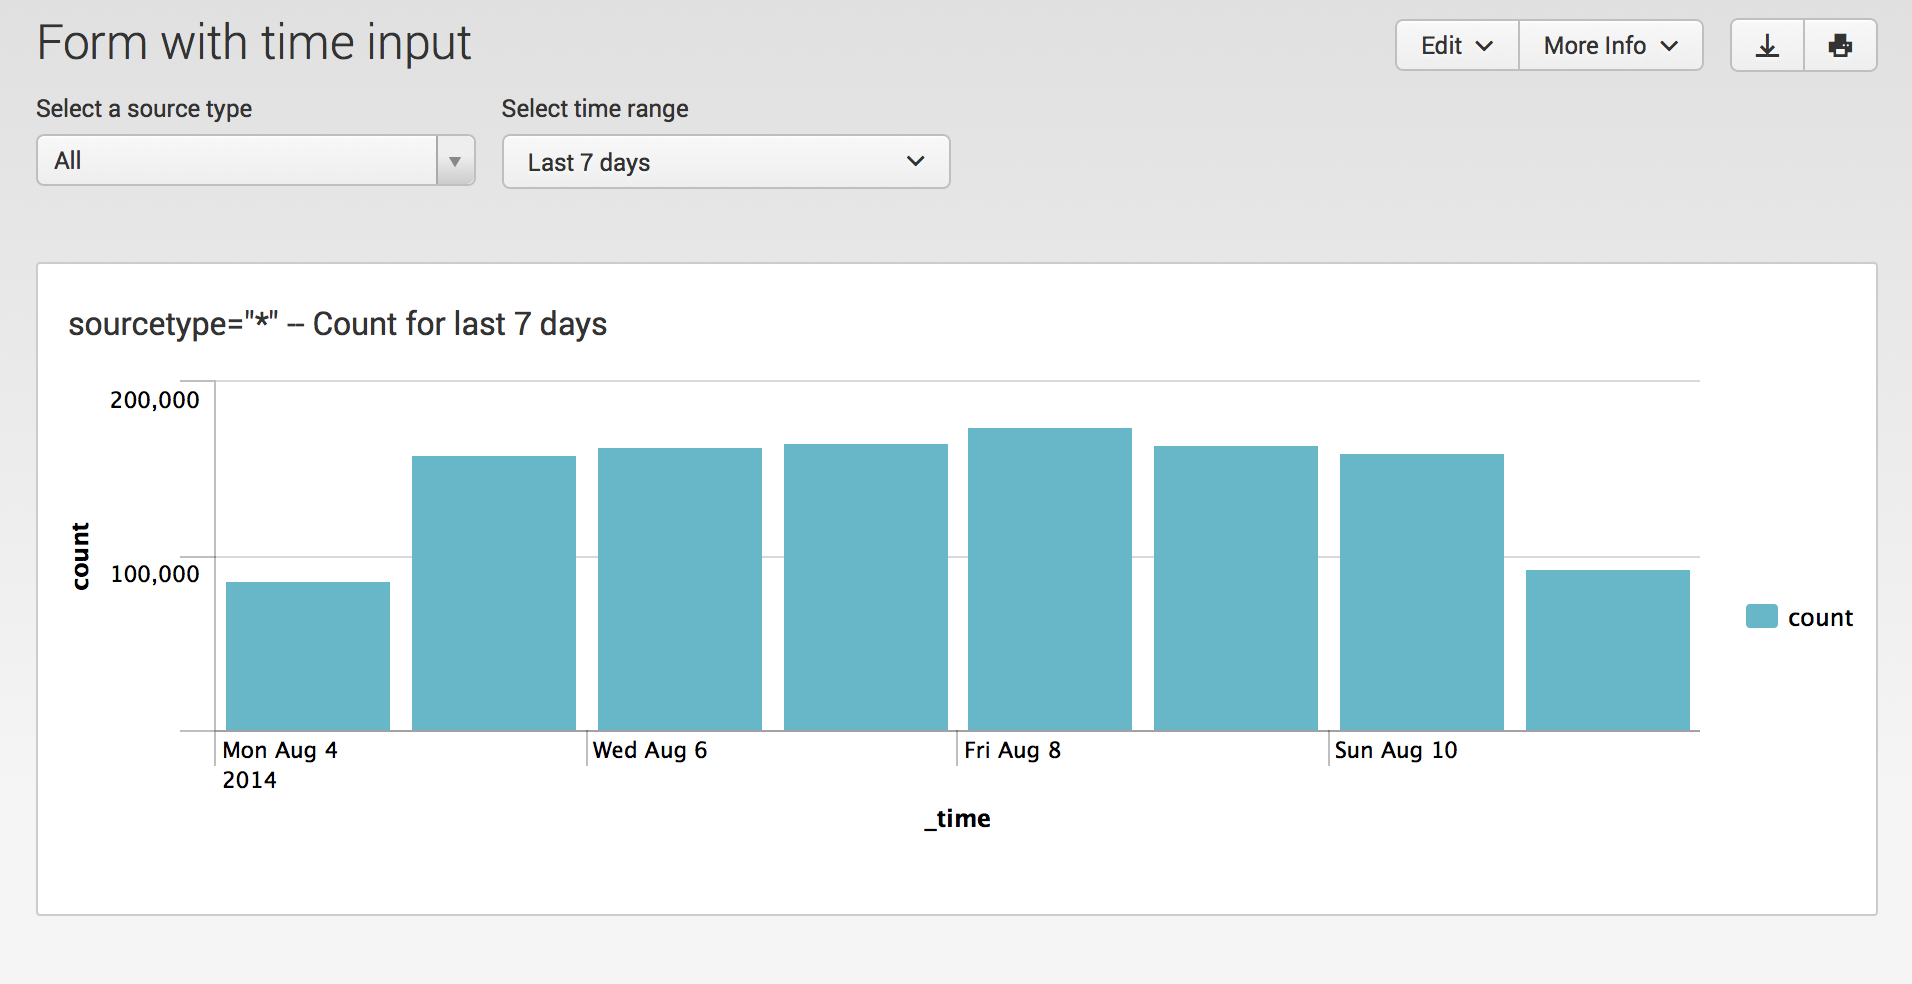 Form with time input
Edit
More Info
Select a source type
Select time range
All
Last 7 days
sourcetype="*" -- Count for last 7 days
200,000
100,000
count
count
Mon Aug 4
2014
Wed Aug 6
Fri Aug 8
Sun Aug 10
_time